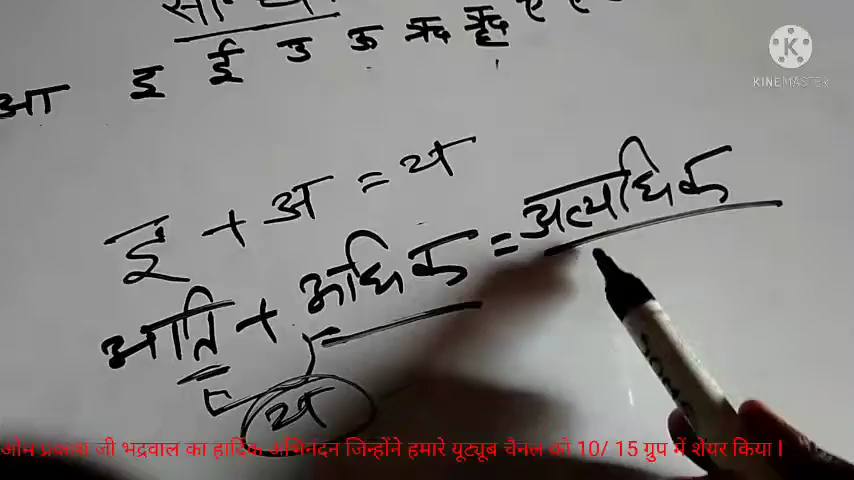 आ इ ई उ ऊ ऋ ॠ ए
KINEMASTER
इ + अ = य
अति + अधिक = अत्यधिक
य
ओम प्रकाश जी भद्रवाल का हार्दिक अभिनंदन जिन्होंने हमारे यूट्यूब चैनल को 10/ 15 ग्रुप में शेयर किया ।